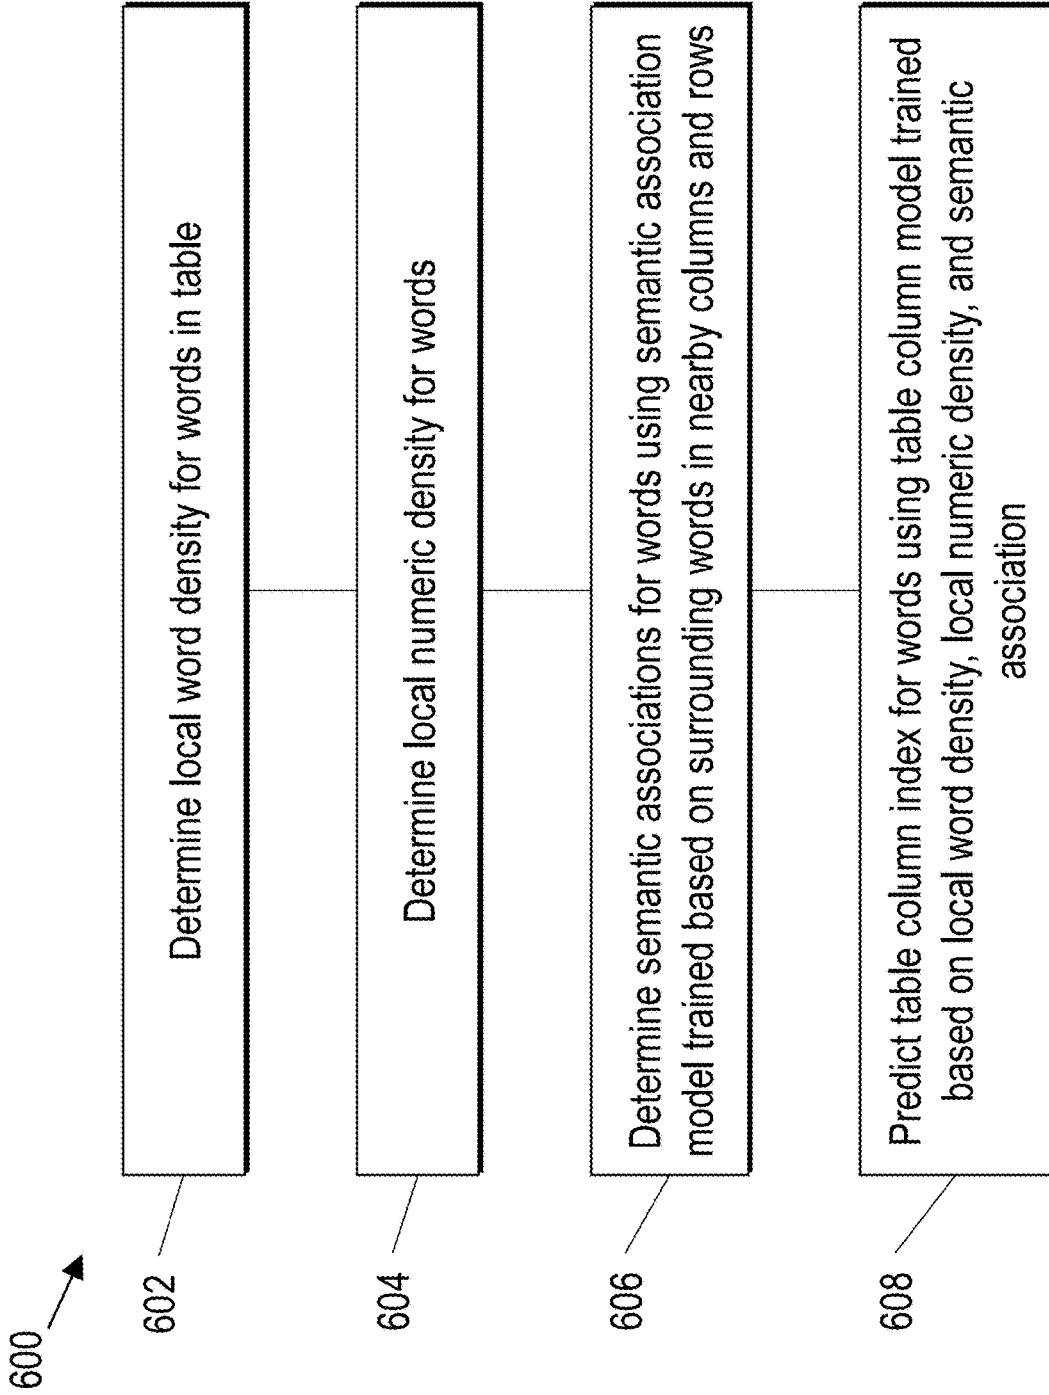 600
602
Determine local word density for words in table
604
Determine local numeric density for words
606
Determine semantic associations for words using semantic association
model trained based on surrounding words in nearby columns and rows
608
Predict table column index for words using table column model trained
based on local word density, local numeric density, and semantic
association